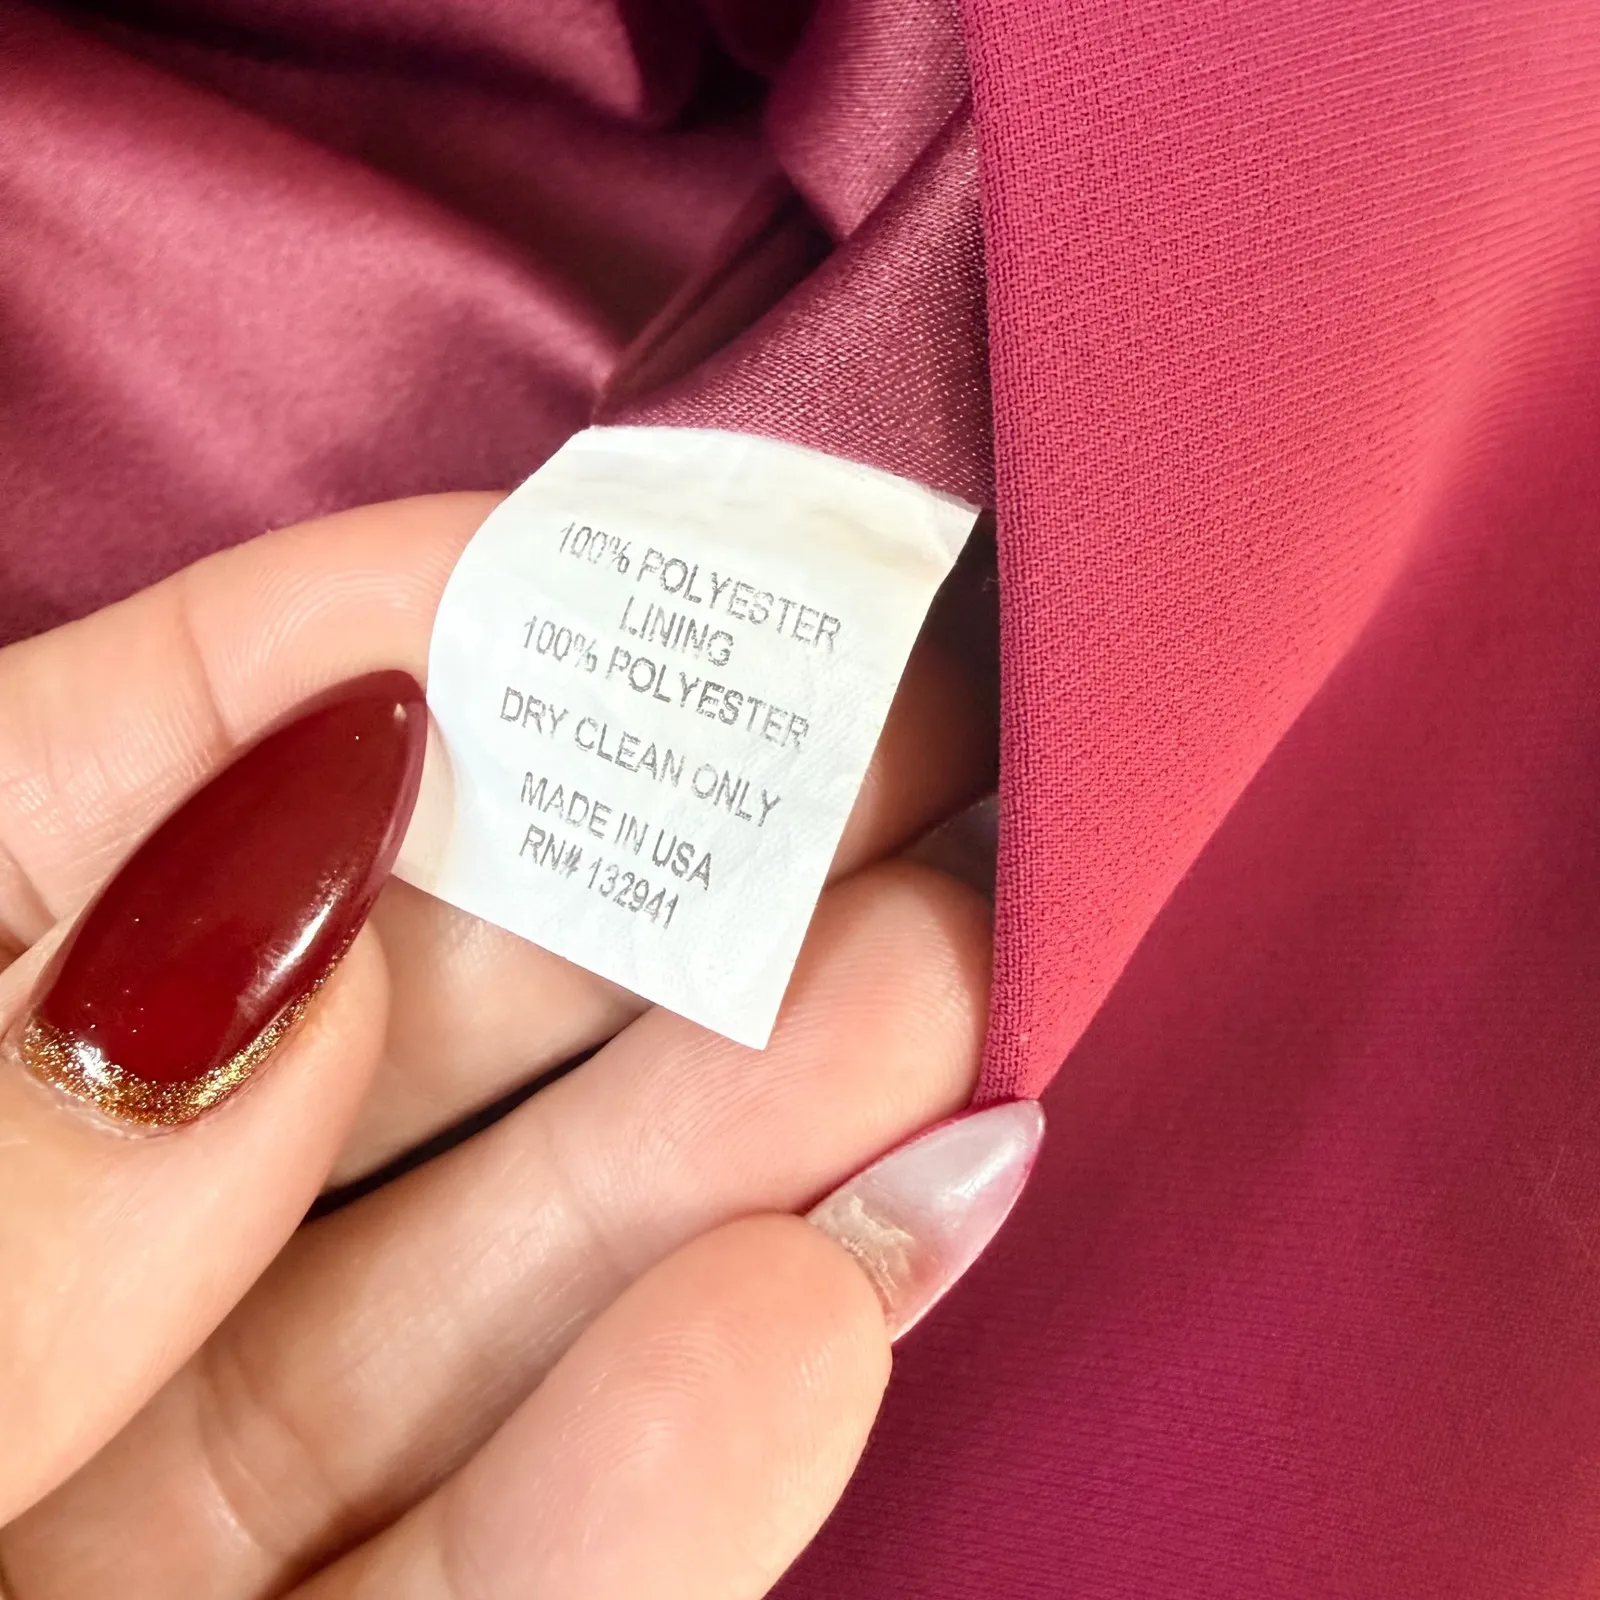 100% POLYESTER
LINING
100% POLYESTER
DRY CLEAN ONLY
MADE IN USA
RN# 132941